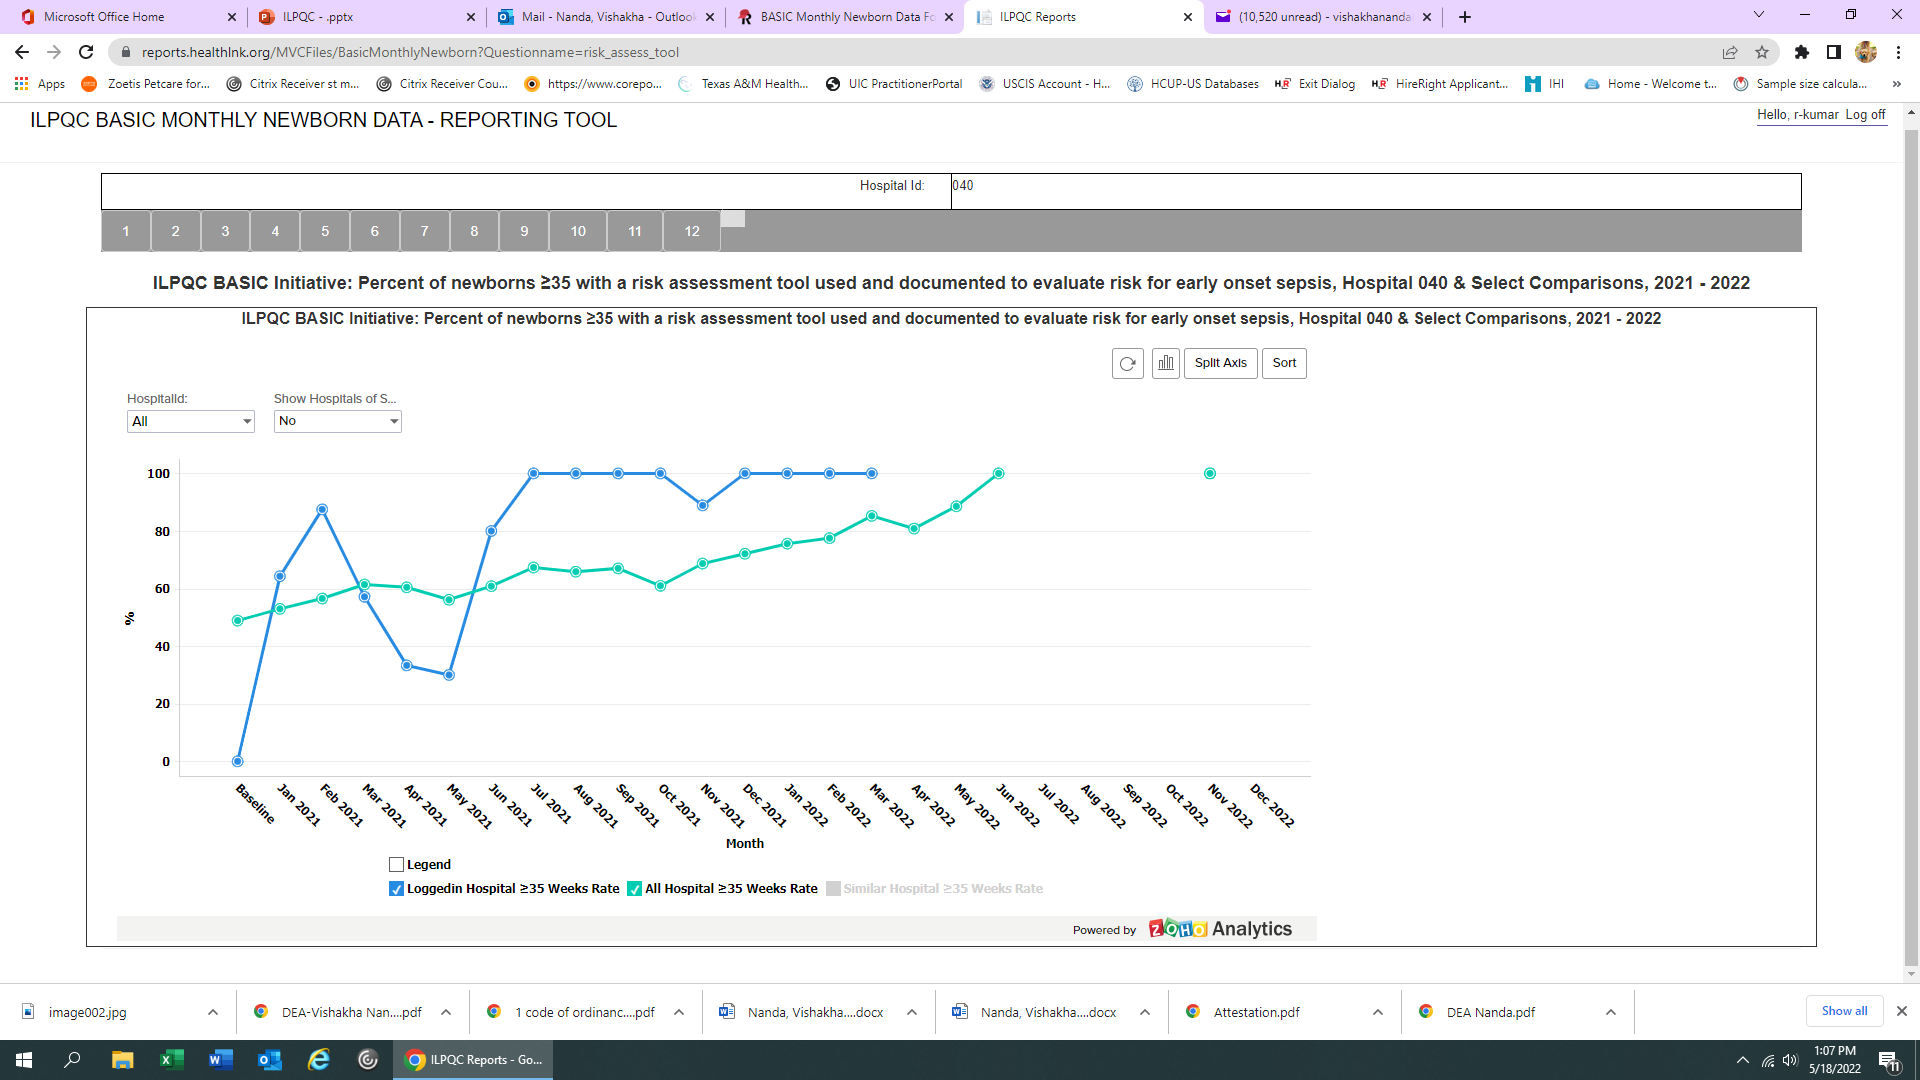 Microsoft Office Home
ILPQC - .pptx
Mail - Nanda, Vishakha - Outlook
BASIC Monthly Newborn Data Fo
ILPQC Reports
(10,520 unread) - vishakhananda
reports.healthlnk.org/MVCFiles/BasicMonthlyNewborn?Questionname=risk_assess_tool
Apps
Zoetis Petcare for...
Citrix Receiver st m...
Citrix Receiver Cou...
https://www.corepo...
Texas A&M Health...
UIC PractitionerPortal
USCIS Account - H...
HCUP-US Databases
Exit Dialog
HireRight Applicant...
IHI
Home - Welcome t...
Sample size calcula...
»
ILPQC BASIC MONTHLY NEWBORN DATA - REPORTING TOOL
Hello, r-kumar Log off
Hospital Id: 040
1 2 3 4 5 6 7 8 9 10 11 12
ILPQC BASIC Initiative: Percent of newborns ≥35 with a risk assessment tool used and documented to evaluate risk for early onset sepsis, Hospital 040 & Select Comparisons, 2021 - 2022
ILPQC BASIC Initiative: Percent of newborns ≥35 with a risk assessment tool used and documented to evaluate risk for early onset sepsis, Hospital 040 & Select Comparisons, 2021 - 2022
Split Axis
Sort
HospitalId:
Show Hospitals of S...
All
No
100
80
60
40
20
0
%
Baseline
Jan 2021
Feb 2021
Mar 2021
Apr 2021
May 2021
Jun 2021
Jul 2021
Aug 2021
Sep 2021
Oct 2021
Nov 2021
Dec 2021
Jan 2022
Feb 2022
Mar 2022
Apr 2022
May 2022
Jun 2022
Jul 2022
Aug 2022
Sep 2022
Oct 2022
Nov 2022
Dec 2022
Month
Legend
Loggedin Hospital ≥35 Weeks Rate
All Hospital ≥35 Weeks Rate
Similar Hospital ≥35 Weeks Rate
Powered by ZOHO Analytics
image002.jpg
DEA-Vishakha Nan....pdf
1 code of ordinanc....pdf
Nanda, Vishakha....docx
Nanda, Vishakha....docx
Attestation.pdf
DEA Nanda.pdf
Show all
ILPQC Reports - Go...
1:07 PM
5/18/2022
11